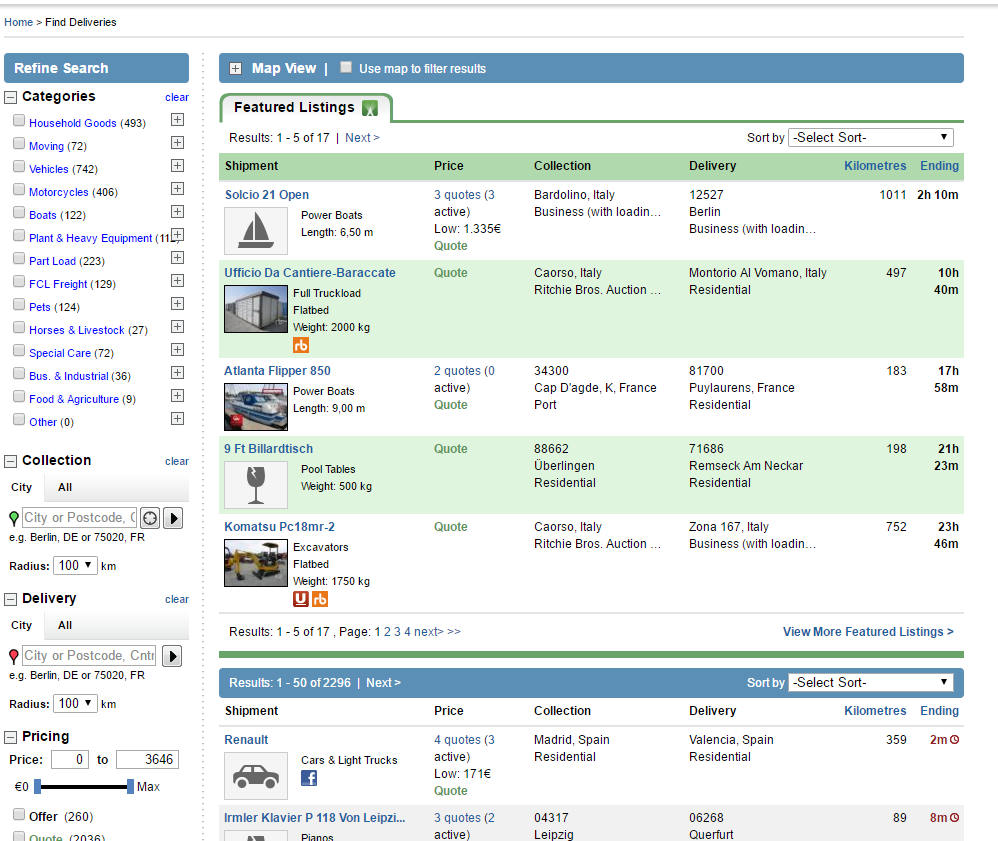 Home > Find Deliveries
Refine Search
Categories clear
Household Goods (493)
Moving (72)
Vehicles (742)
Motorcycles (406)
Boats (122)
Plant & Heavy Equipment (112
Part Load (223)
FCL Freight (129)
Pets (124)
Horses & Livestock (27)
Special Care (72)
Bus. & Industrial (36)
Food & Agriculture (9)
Other (0)
Collection clear
City All
City or Postcode, C
e.g. Berlin, DE or 75020, FR
Radius: 100 km
Delivery clear
City All
City or Postcode, Cntr
e.g. Berlin, DE or 75020, FR
Radius: 100 km
Pricing
Price: 0 to 3646
€0 Max
Offer (260)
Quote (2036)
Map View | Use map to filter results
Featured Listings
Results: 1 - 5 of 17 | Next > Sort by -Select Sort-
Shipment Price Collection Delivery Kilometres Ending
Solcio 21 Open 3 quotes (3 Bardolino, Italy 12527 1011 2h 10m
Power Boats active) Business (with loadin... Berlin
Length: 6,50 m Low: 1.335€ Business (with loadin...
Quote
Ufficio Da Cantiere-Baraccate Quote Caorso, Italy Montorio Al Vomano, Italy 497 10h
Full Truckload Ritchie Bros. Auction ... Residential 40m
Flatbed
Weight: 2000 kg
rb
Atlanta Flipper 850 2 quotes (0 34300 81700 183 17h
Power Boats active) Cap D'agde, K, France Puylaurens, France 58m
Length: 9,00 m Quote Port Residential
9 Ft Billardtisch Quote 88662 71686 198 21h
Pool Tables Überlingen Remseck Am Neckar 23m
Weight: 500 kg Residential Residential
Komatsu Pc18mr-2 Quote Caorso, Italy Zona 167, Italy 752 23h
Excavators Ritchie Bros. Auction ... Business (with loadin... 46m
Flatbed
Weight: 1750 kg
U rb
Results: 1 - 5 of 17 , Page: 1 2 3 4 next> >> View More Featured Listings >
Results: 1 - 50 of 2296 | Next > Sort by -Select Sort-
Shipment Price Collection Delivery Kilometres Ending
Renault 4 quotes (3 Madrid, Spain Valencia, Spain 359 2m
Cars & Light Trucks active) Residential Residential
f Low: 171€
Quote
Irmler Klavier P 118 Von Leipzi... 3 quotes (2 04317 06268 89 8m
Pianos active) Leipzig Querfurt